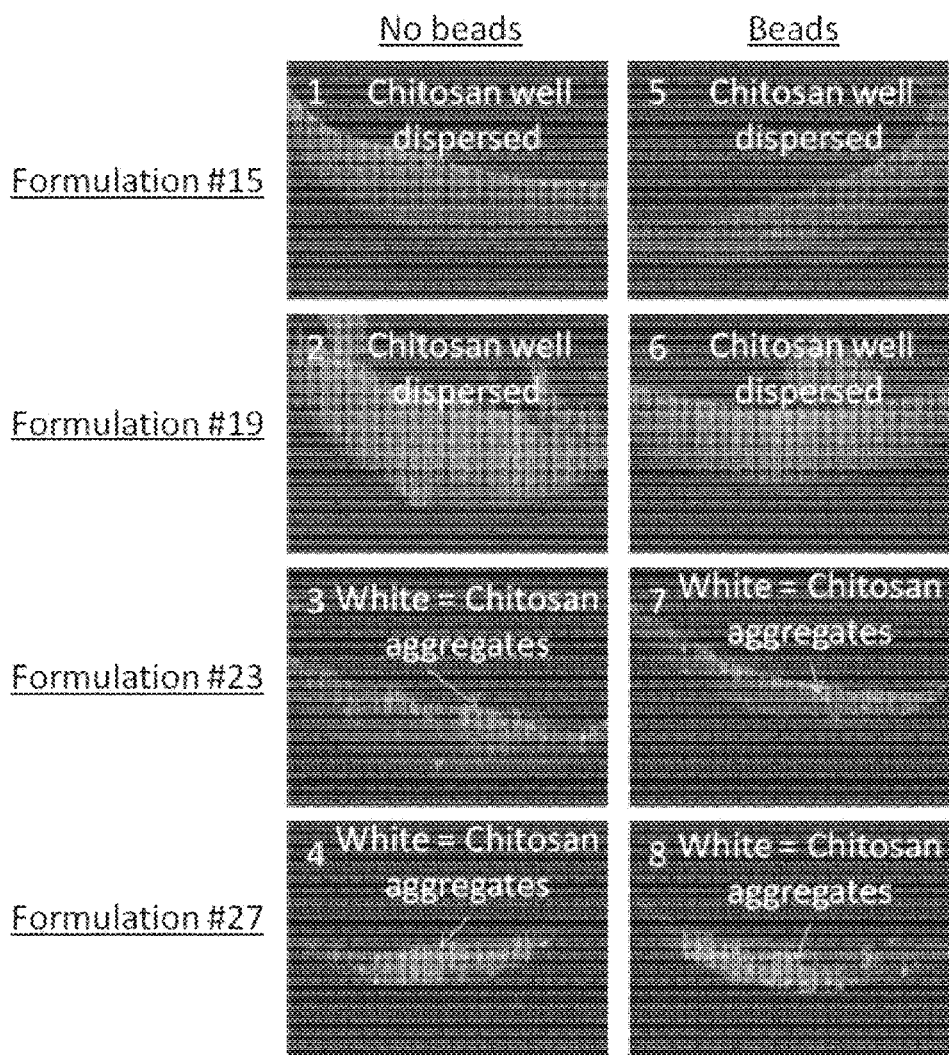 No beads
Beads
Formulation #15
1 Chitosan well
dispersed
5 Chitosan well
dispersed
Formulation #19
2 Chitosan well
dispersed
6 Chitosan well
dispersed
Formulation #23
3 White = Chitosan
aggregates
7 White = Chitosan
aggregates
Formulation #27
4 White = Chitosan
aggregates
8 White = Chitosan
aggregates